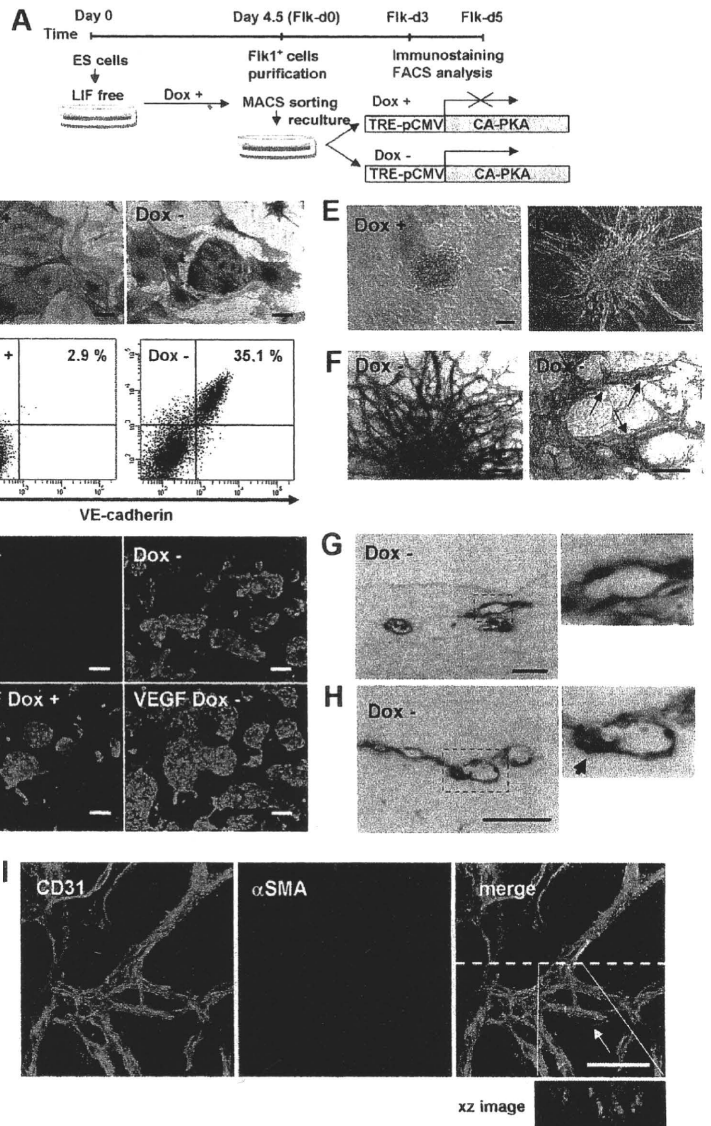 A
Day 0 Day 4.5 (Flk-d0) Flk-d3 Flk-d5
Time
ES cells
Flk1+ cells
purification
Immunostaining
FACS analysis
LIF free
Dox +
MACS sorting
reculture
Dox +
TRE-pCMV CA-PKA
Dox -
TRE-pCMV CA-PKA
Dox -
E
Dox +
+ 2.9 %
Dox - 35.1 %
F
Dox -
Dox -
VE-cadherin
Dox -
G
Dox -
Dox +
VEGF Dox -
H
Dox -
I
CD31
αSMA
merge
xz image